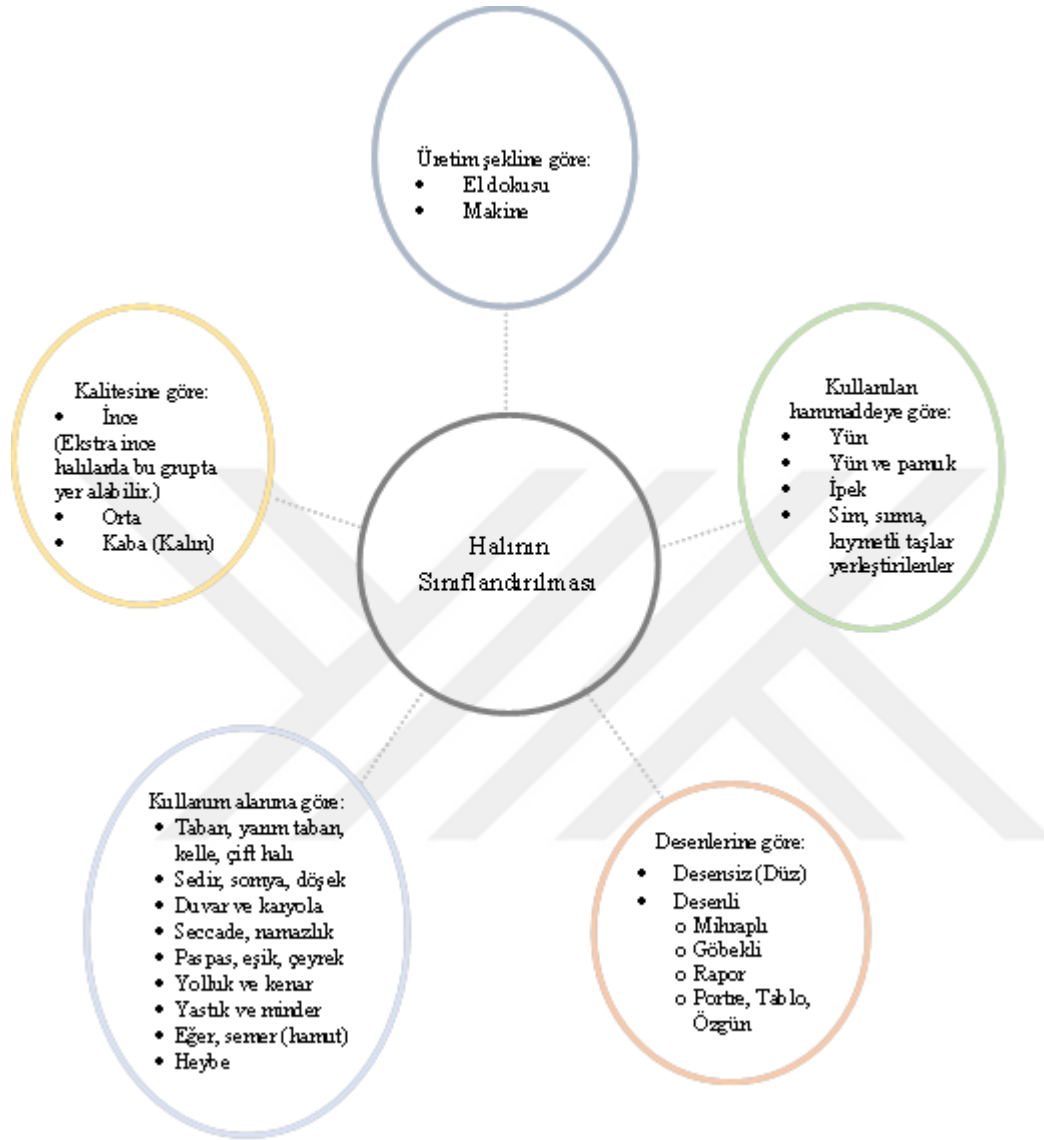 Üretim şekline göre:
• El dokusu
• Makine
Kalitesine göre:
• İnce
(Ekstra ince
halılarda bu grupta
yer alabilir.)
• Orta
• Kaba (Kalın)
Kullanılan
hammaddeye göre:
• Yün
• Yün ve pamuk
• İpek
• Sim, sırma,
kıymetli taşlar
yerleştirilenler
Halının
Sınıflandırılması
Kullanım alanına göre:
• Taban, yarım taban,
kelle, çift halı
• Sedir, somya, döşek
• Duvar ve karyola
• Seccade, namazlık
• Paspas, eşik, çeyrek
• Yolluk ve kenar
• Yastık ve minder
• Eğer, semer (hamut)
• Heybe
Desenlerine göre:
• Desensiz (Düz)
• Desenli
o Mihraplı
o Göbekli
o Rapor
o Portre, Tablo,
Özgün